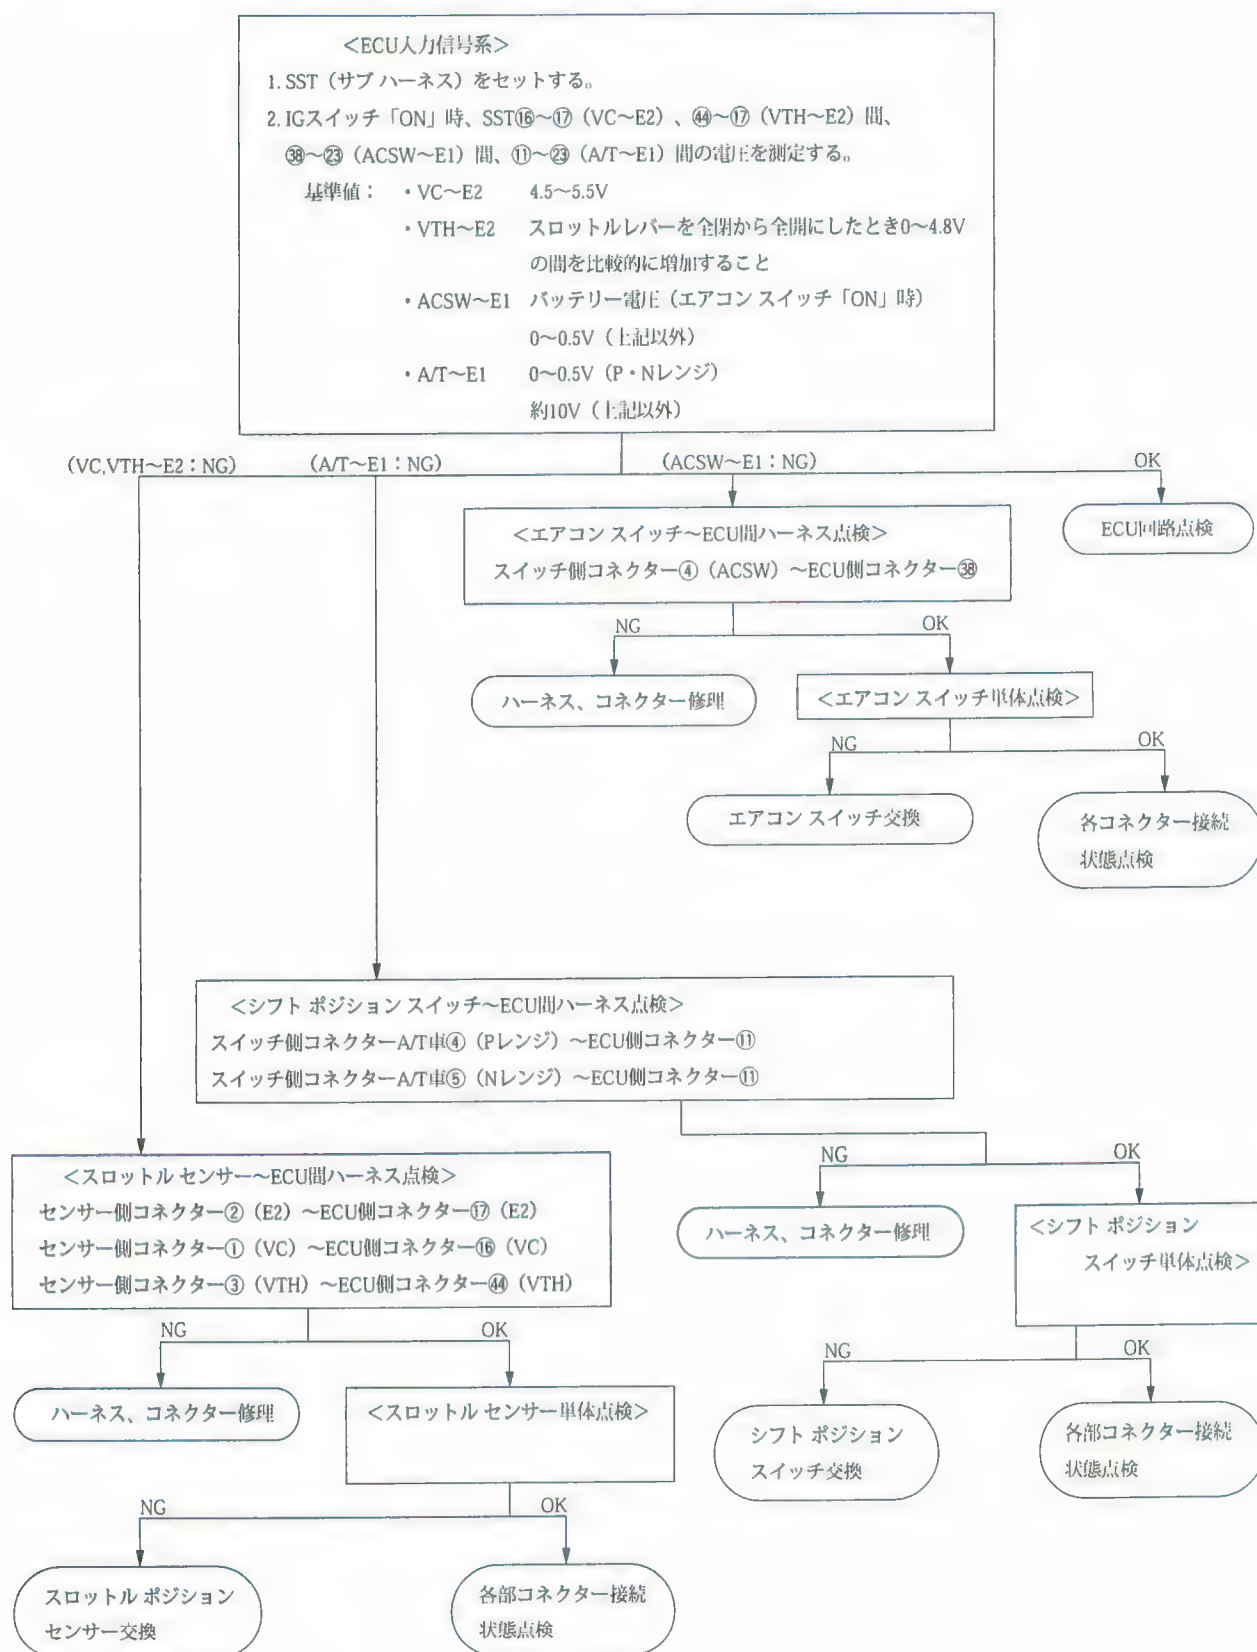 ＜ECU入力信号系＞
1. SST（サブ ハーネス）をセットする。
2. IGスイッチ「ON」時、SST⑯～⑰（VC～E2）、㊹～⑰（VTH～E2）間、
㊳～㉓（ACSW～E1）間、⑪～㉓（A/T～E1）間の電圧を測定する。
基準値： ・VC～E2 4.5～5.5V
・VTH～E2 スロットルレバーを全閉から全開にしたとき0～4.8V
の間を比較的に増加すること
・ACSW～E1 バッテリー電圧（エアコン スイッチ「ON」時）
0～0.5V（上記以外）
・A/T～E1 0～0.5V（P・Nレンジ）
約10V（上記以外）
(VC,VTH～E2：NG) (A/T～E1：NG) (ACSW～E1：NG) OK
ECU回路点検
＜エアコン スイッチ～ECU間ハーネス点検＞
スイッチ側コネクター④（ACSW）～ECU側コネクター㊳
NG OK
ハーネス、コネクター修理 ＜エアコン スイッチ単体点検＞
NG OK
エアコン スイッチ交換 各コネクター接続
状態点検
＜シフト ポジション スイッチ～ECU間ハーネス点検＞
スイッチ側コネクターA/T車④（Pレンジ）～ECU側コネクター⑪
スイッチ側コネクターA/T車⑤（Nレンジ）～ECU側コネクター⑪
NG OK
ハーネス、コネクター修理 ＜シフト ポジション
スイッチ単体点検＞
NG OK
シフト ポジション 各部コネクター接続
スイッチ交換 状態点検
＜スロットル センサー～ECU間ハーネス点検＞
センサー側コネクター②（E2）～ECU側コネクター⑰（E2）
センサー側コネクター①（VC）～ECU側コネクター⑯（VC）
センサー側コネクター③（VTH）～ECU側コネクター㊹（VTH）
NG OK
ハーネス、コネクター修理 ＜スロットル センサー単体点検＞
NG OK
スロットル ポジション 各部コネクター接続
センサー交換 状態点検